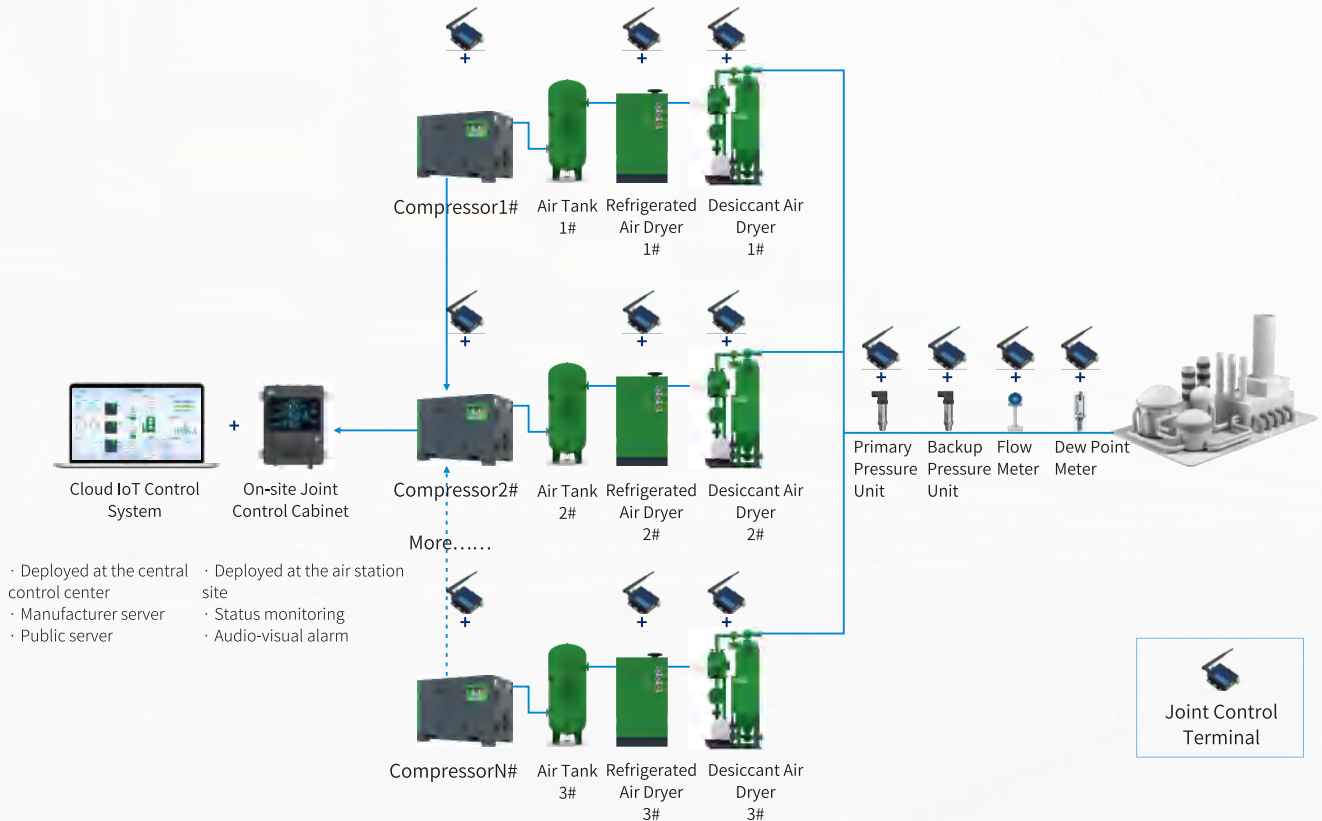 Compressor1#
Air Tank
1#
Refrigerated
Air Dryer
1#
Desiccant Air
Dryer
1#
Compressor2#
Air Tank
2#
Refrigerated
Air Dryer
2#
Desiccant Air
Dryer
2#
More……
CompressorN#
Air Tank
3#
Refrigerated
Air Dryer
3#
Desiccant Air
Dryer
3#
Cloud IoT Control
System
· Deployed at the central
control center
· Manufacturer server
· Public server
On-site Joint
Control Cabinet
· Deployed at the air station
site
· Status monitoring
· Audio-visual alarm
Primary
Pressure
Unit
Backup
Pressure
Unit
Flow
Meter
Dew Point
Meter
Joint Control
Terminal